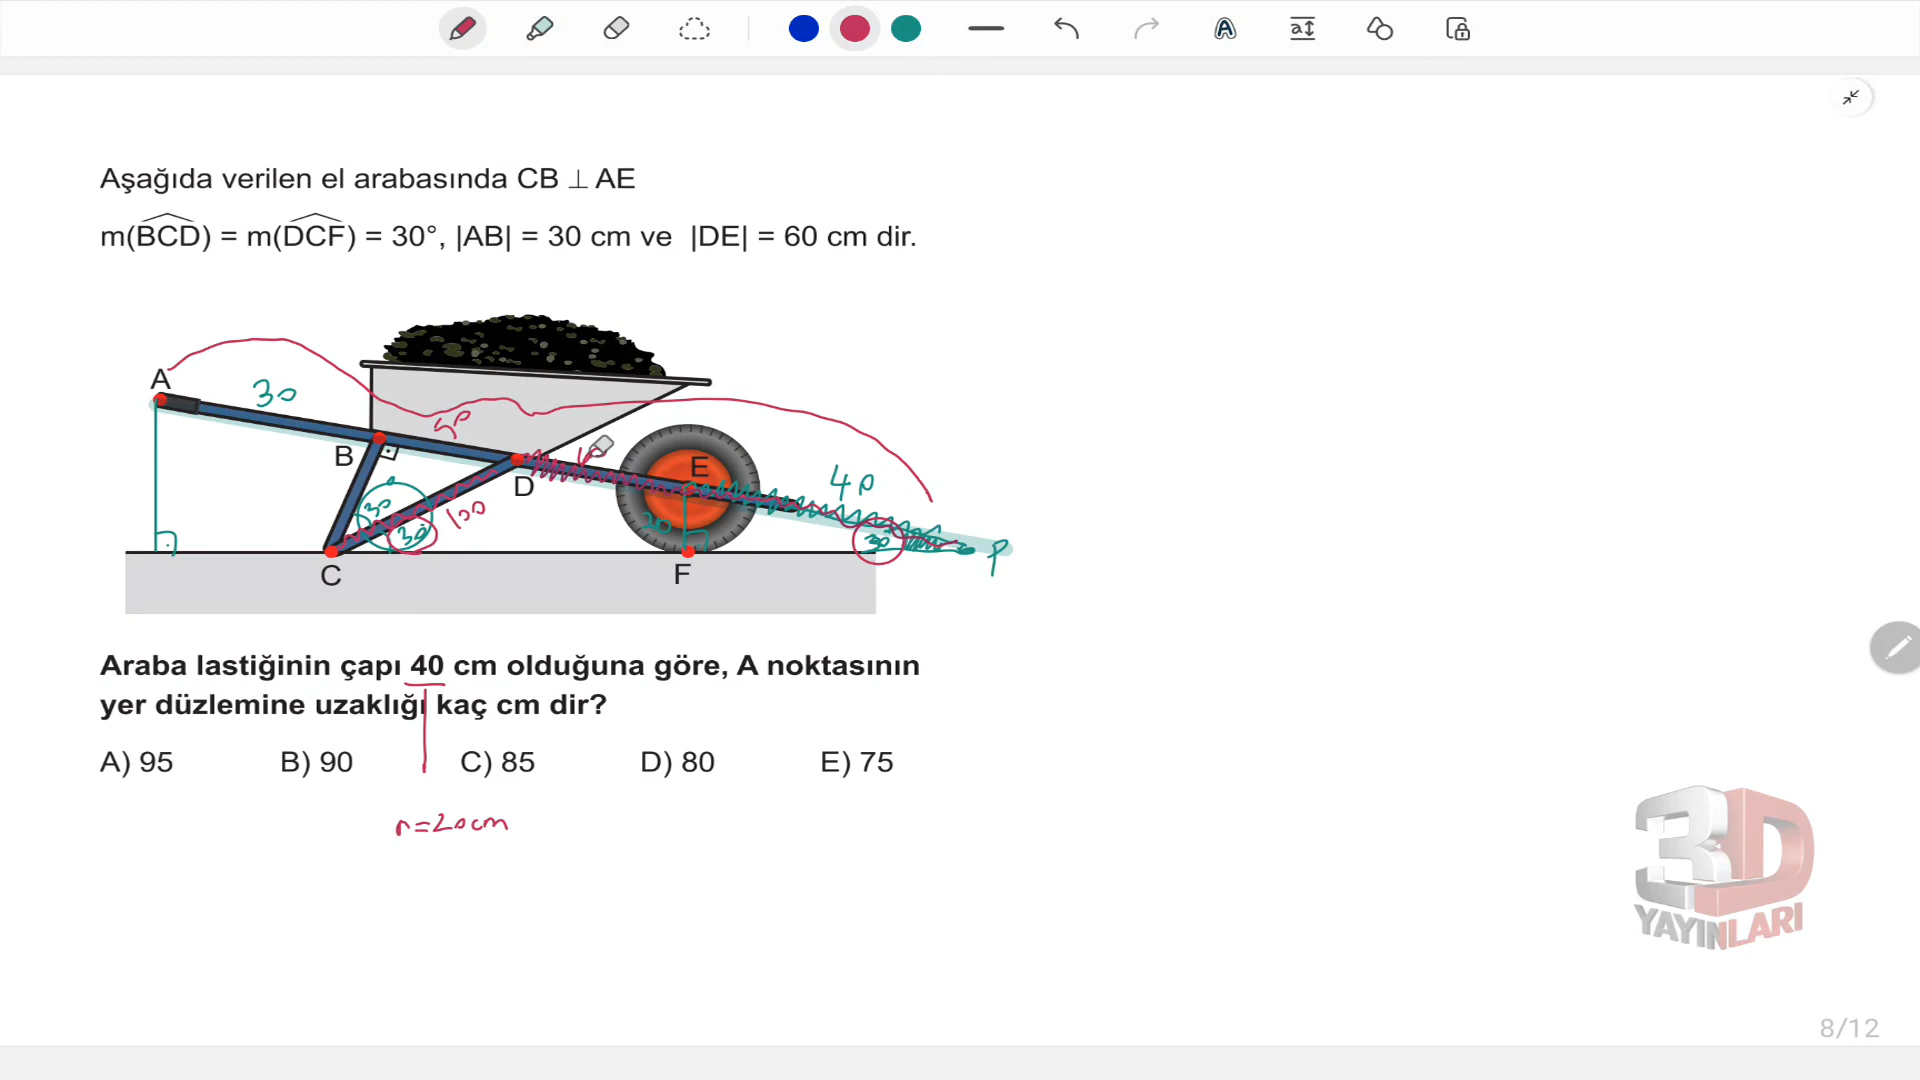 Aşağıda verilen el arabasında CB ⊥ AE
m(BCD) = m(DCF) = 30°, |AB| = 30 cm ve |DE| = 60 cm dir.
A
30
50
B
D
E
40
30°
100
30°
20
30
P
C
F
Araba lastiğinin çapı 40 cm olduğuna göre, A noktasının
yer düzlemine uzaklığı kaç cm dir?
A) 95 B) 90 C) 85 D) 80 E) 75
r=20cm
3D
YAYINLARI
8/12